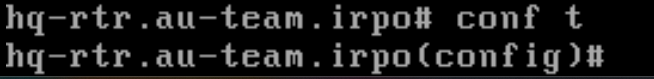 hq-rtr.au-team.irpo# conf t
hq-rtr.au-team.irpo(config)#